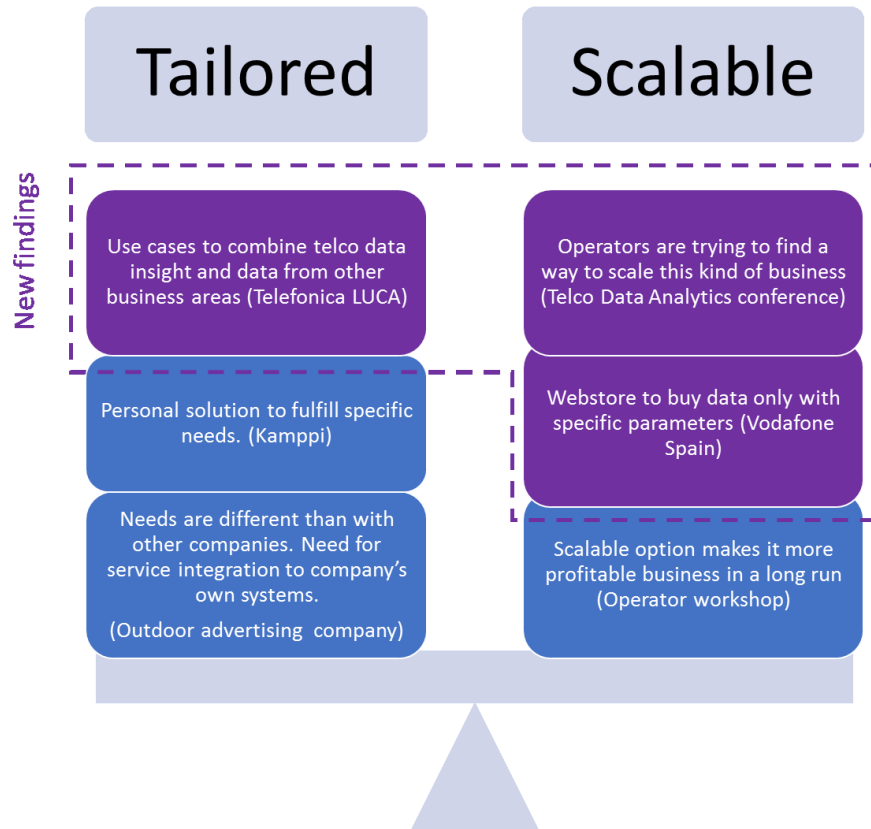 Tailored
Scalable
New findings
Use cases to combine telco data
insight and data from other
business areas (Telefonica LUCA)
Personal solution to fulfill specific
needs. (Kamppi)
Needs are different than with
other companies. Need for
service integration to company’s
own systems.
(Outdoor advertising company)
Operators are trying to find a
way to scale this kind of business
(Telco Data Analytics conference)
Webstore to buy data only with
specific parameters (Vodafone
Spain)
Scalable option makes it more
profitable business in a long run
(Operator workshop)